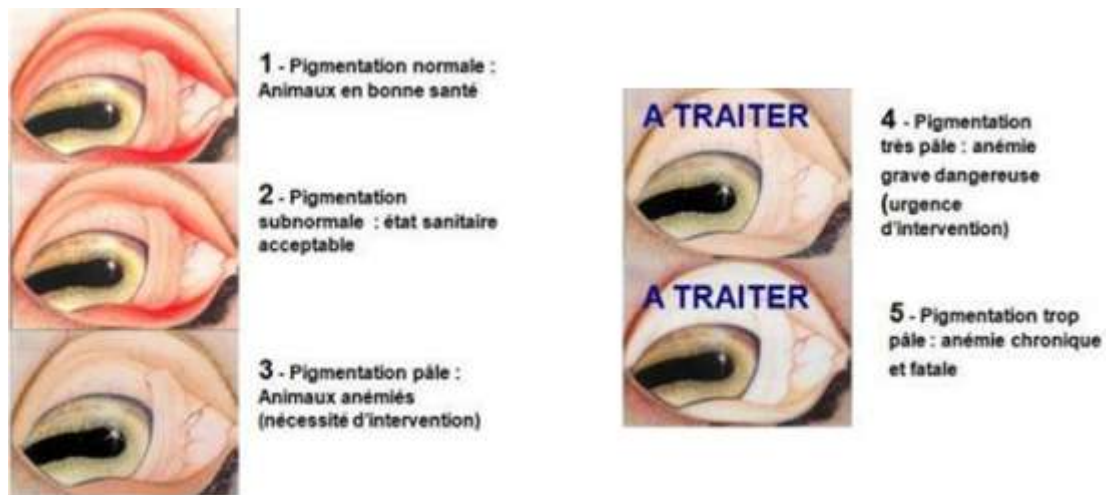 1 - Pigmentation normale :
Animaux en bonne santé
2 - Pigmentation
subnormale : état sanitaire
acceptable
3 - Pigmentation pâle :
Animaux anémiés
(nécessité d'intervention)
A TRAITER
4 - Pigmentation
très pâle : anémie
grave dangereuse
(urgence
d'intervention)
A TRAITER
5 - Pigmentation trop
pâle : anémie chronique
et fatale